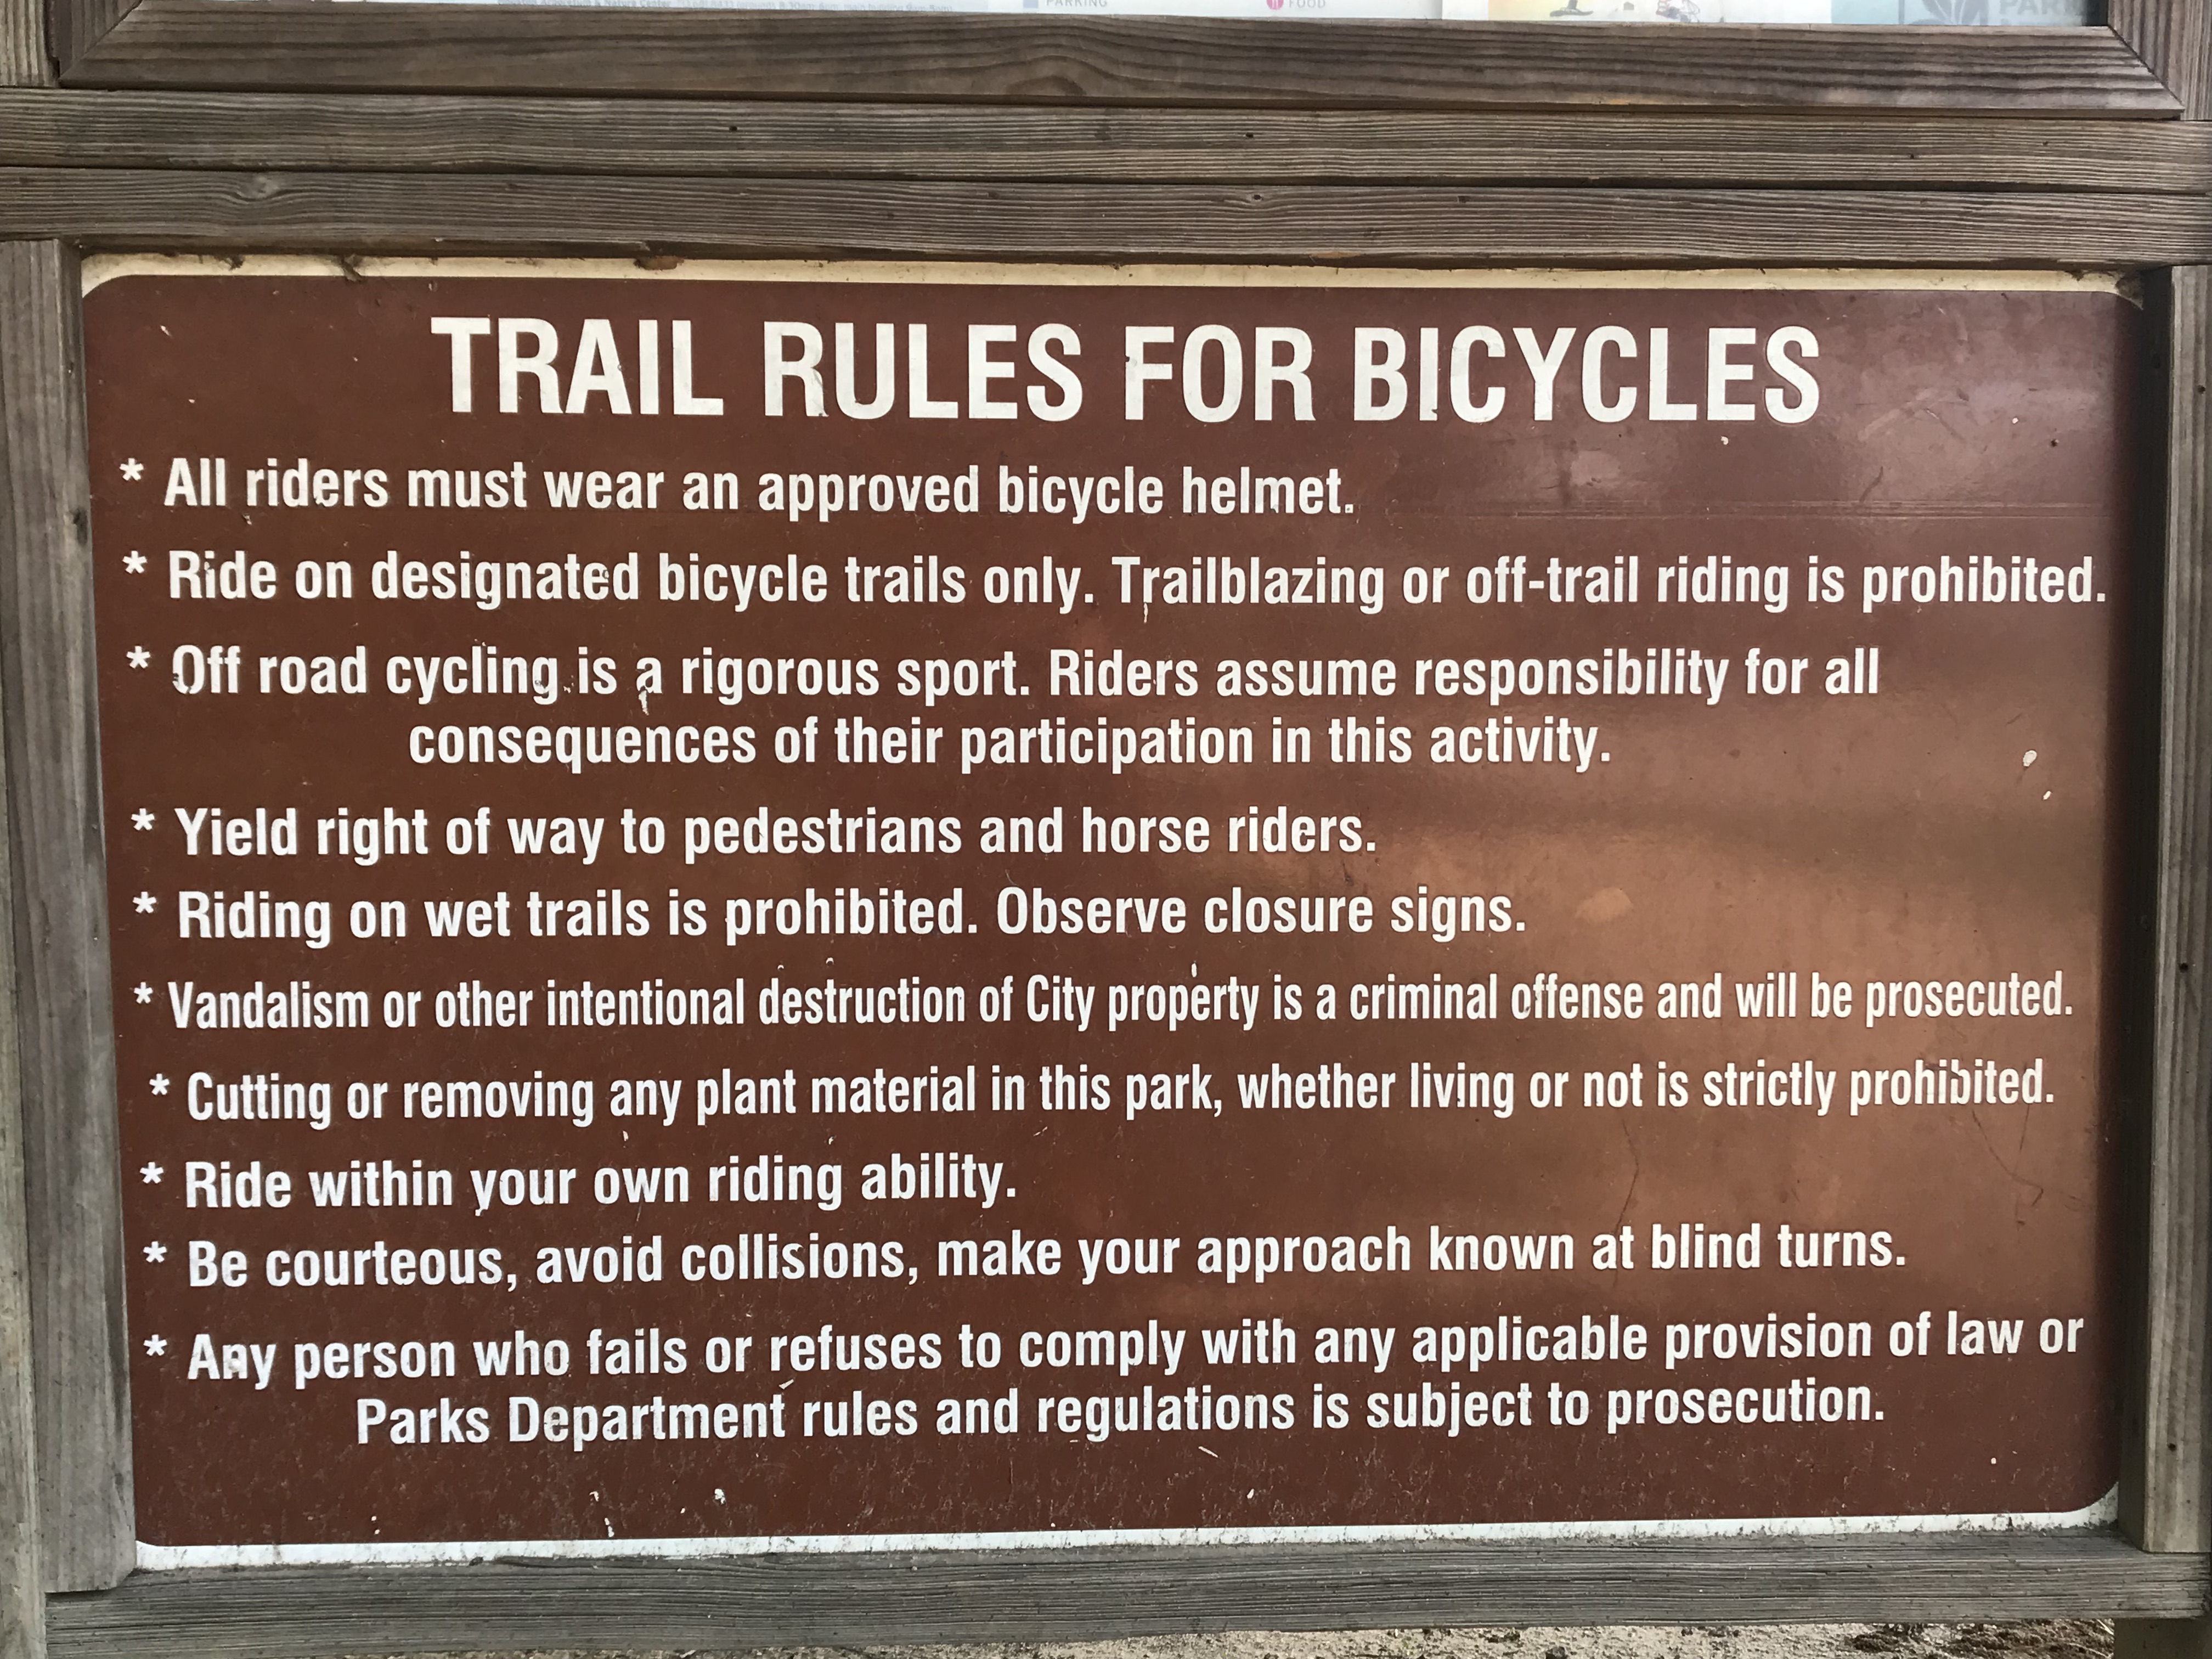 PARKING
FOOD
TRAIL RULES FOR BICYCLES
* All riders must wear an approved bicycle helmet.
* Ride on designated bicycle trails only. Trailblazing or off-trail riding is prohibited.
* Off road cycling is a rigorous sport. Riders assume responsibility for all
consequences of their participation in this activity.
* Yield right of way to pedestrians and horse riders.
* Riding on wet trails is prohibited. Observe closure signs.
* Vandalism or other intentional destruction of City property is a criminal offense and will be prosecuted.
* Cutting or removing any plant material in this park, whether living or not is strictly prohibited.
* Ride within your own riding ability.
* Be courteous, avoid collisions, make your approach known at blind turns.
* Any person who fails or refuses to comply with any applicable provision of law or
Parks Department rules and regulations is subject to prosecution.